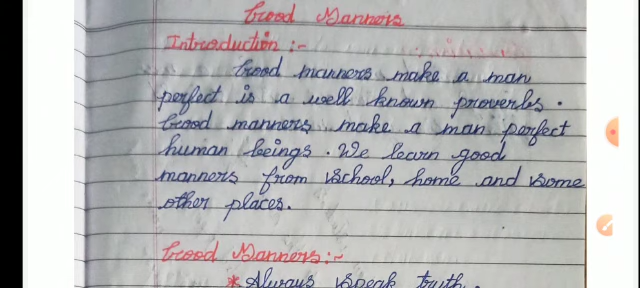 Good Manners
Introduction :-
Good manners make a man
perfect is a well known proverbs.
Good manners make a man perfect
human beings. We learn good
manners from school, home and some
other places.
Good Manners:-
* Always speak truth.